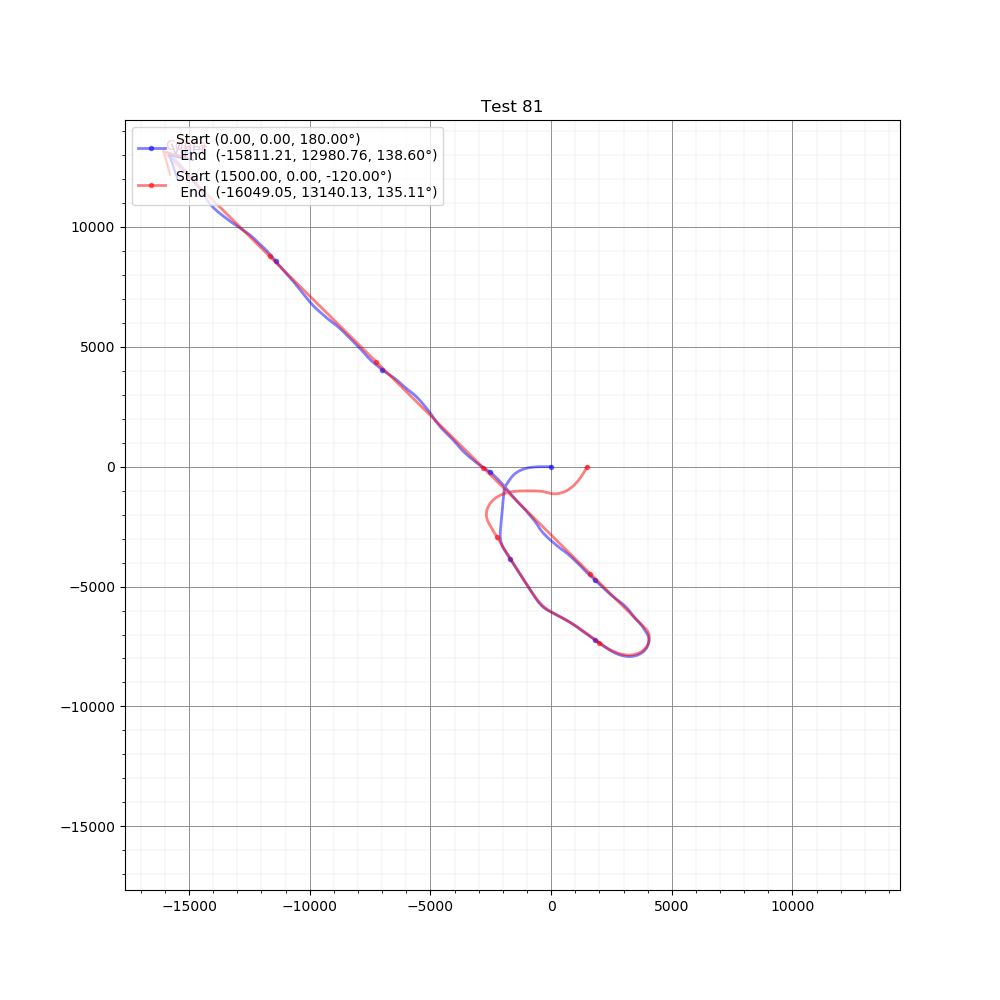 Test 81
Start (0.00, 0.00, 180.00°)
End (-15811.21, 12980.76, 138.60°)
Start (1500.00, 0.00, -120.00°)
End (-16049.05, 13140.13, 135.11°)
10000
5000
0
−5000
−10000
−15000
−15000 −10000 −5000 0 5000 10000